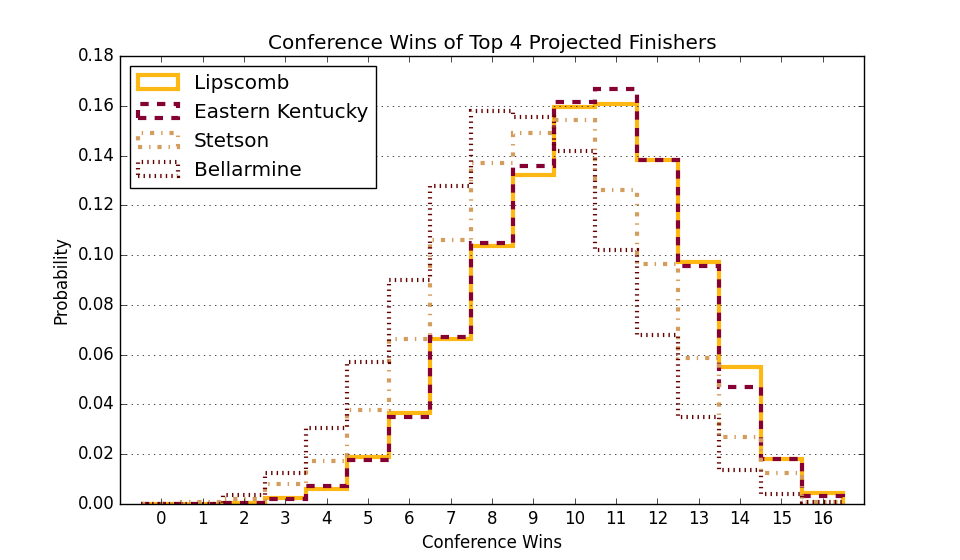 Conference Wins of Top 4 Projected Finishers
0.18
0.16
0.14
0.12
0.10
0.08
0.06
0.04
0.02
0.00
Probability
Lipscomb
Eastern Kentucky
Stetson
Bellarmine
0 1 2 3 4 5 6 7 8 9 10 11 12 13 14 15 16
Conference Wins